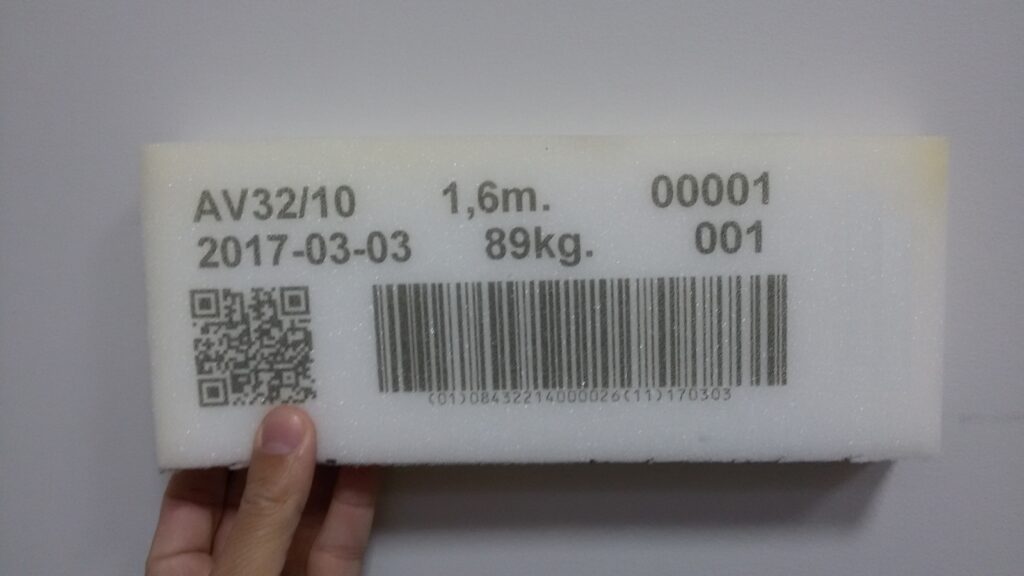 AV32/10 1,6m. 00001
2017-03-03 89kg. 001
(01)08432214000026(11)170303